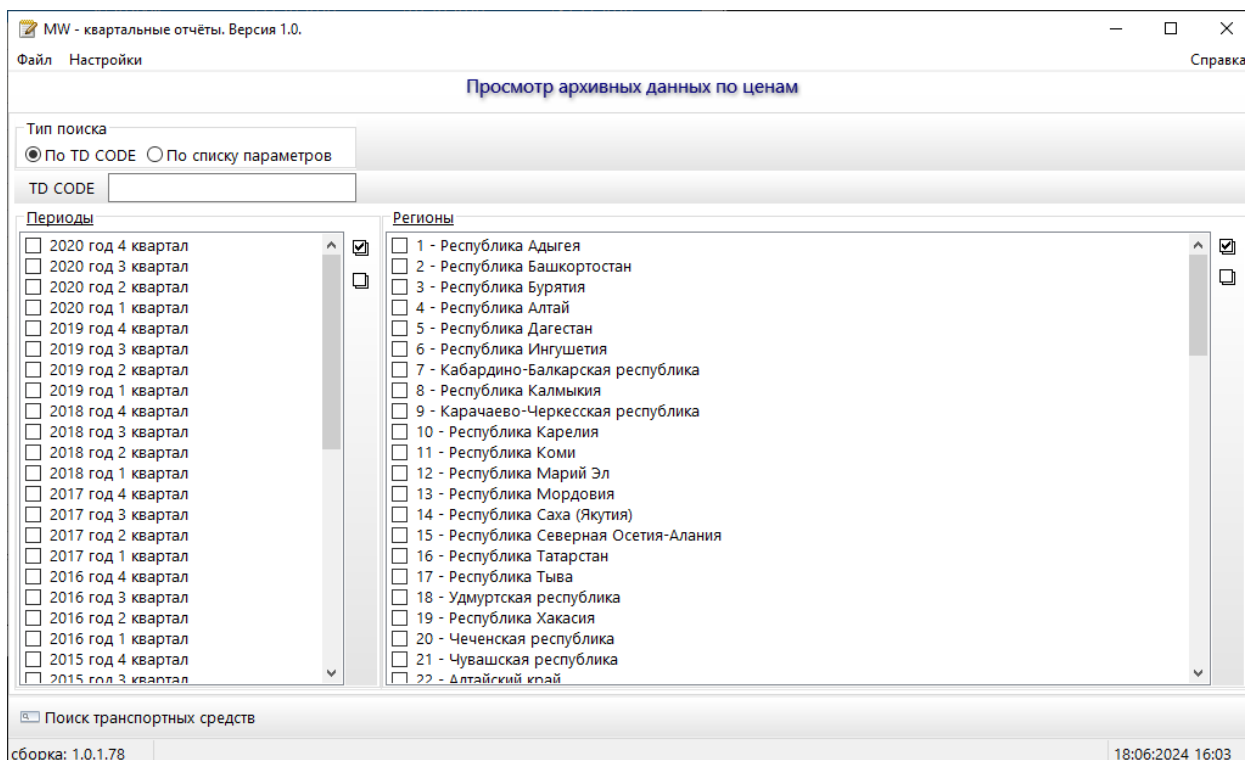 MW - квартальные отчёты. Версия 1.0.
Файл Настройки Справка
Просмотр архивных данных по ценам
Тип поиска
По TD CODE По списку параметров
TD CODE
Периоды
2020 год 4 квартал
2020 год 3 квартал
2020 год 2 квартал
2020 год 1 квартал
2019 год 4 квартал
2019 год 3 квартал
2019 год 2 квартал
2019 год 1 квартал
2018 год 4 квартал
2018 год 3 квартал
2018 год 2 квартал
2018 год 1 квартал
2017 год 4 квартал
2017 год 3 квартал
2017 год 2 квартал
2017 год 1 квартал
2016 год 4 квартал
2016 год 3 квартал
2016 год 2 квартал
2016 год 1 квартал
2015 год 4 квартал
2015 год 3 квартал
Регионы
1 - Республика Адыгея
2 - Республика Башкортостан
3 - Республика Бурятия
4 - Республика Алтай
5 - Республика Дагестан
6 - Республика Ингушетия
7 - Кабардино-Балкарская республика
8 - Республика Калмыкия
9 - Карачаево-Черкесская республика
10 - Республика Карелия
11 - Республика Коми
12 - Республика Марий Эл
13 - Республика Мордовия
14 - Республика Саха (Якутия)
15 - Республика Северная Осетия-Алания
16 - Республика Татарстан
17 - Республика Тыва
18 - Удмуртская республика
19 - Республика Хакасия
20 - Чеченская республика
21 - Чувашская республика
22 - Алтайский край
Поиск транспортных средств
сборка: 1.0.1.78
18:06:2024 16:03